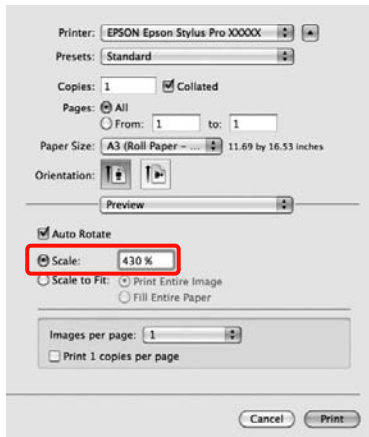 Printer: EPSON Epson Stylus Pro XXXXX
Presets: Standard
Copies: 1 Collated
Pages: All
From: 1 to: 1
Paper Size: A3 (Roll Paper – ... 11.69 by 16.53 inches
Orientation:
Preview
Auto Rotate
Scale: 430 %
Scale to Fit: Print Entire Image
Fill Entire Paper
Images per page: 1
Print 1 copies per page
Cancel Print